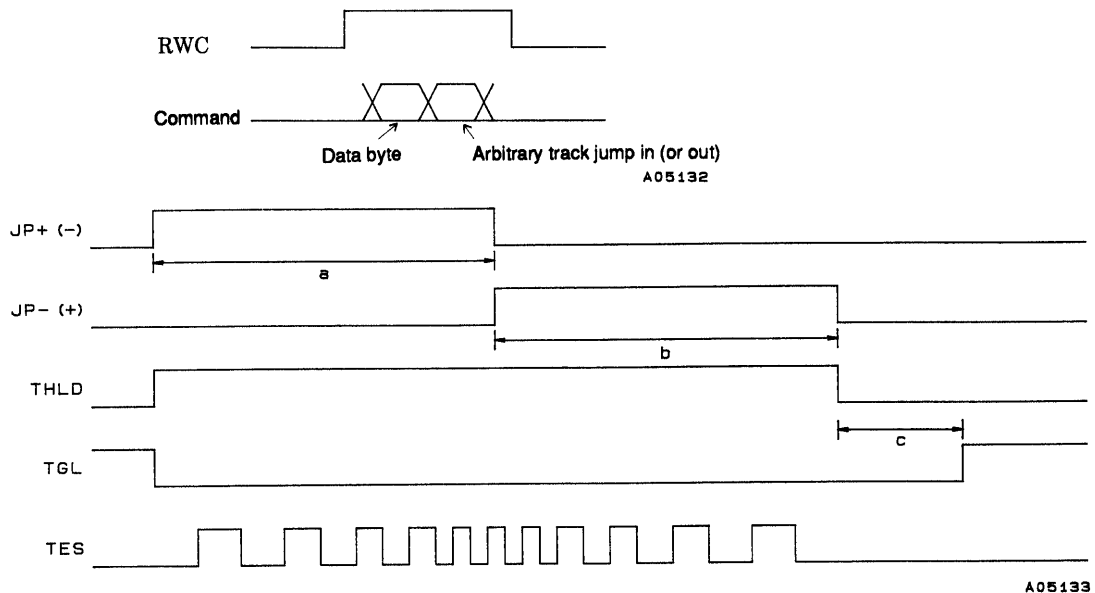 RWC
Command
Data byte
Arbitrary track jump in (or out)
A05132
JP+ (-)
a
JP- (+)
b
THLD
c
TGL
TES
A05133